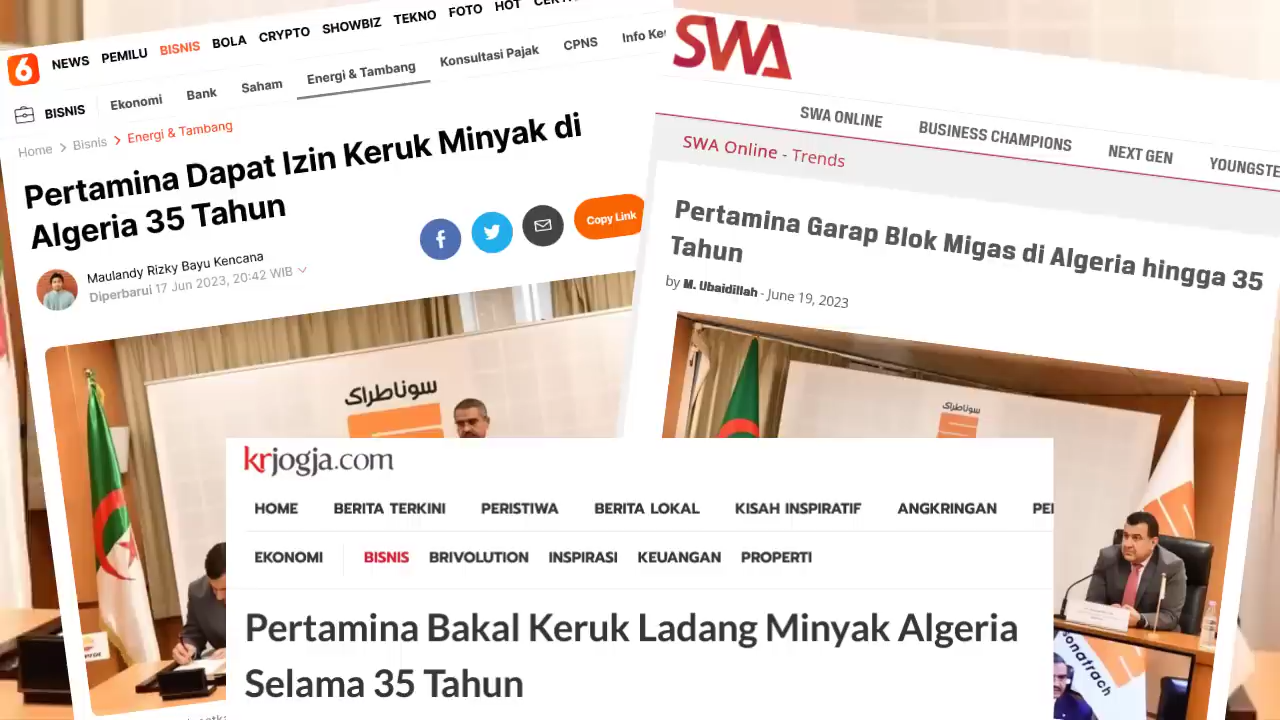 6
NEWS PEMILU BISNIS BOLA CRYPTO SHOWBIZ TEKNO FOTO HOT
BISNIS Ekonomi Bank Saham Energi & Tambang Konsultasi Pajak CPNS Info
Home > Bisnis > Energi & Tambang
Pertamina Dapat Izin Keruk Minyak di
Algeria 35 Tahun
Maulandy Rizky Bayu Kencana
Diperbarui 17 Jun 2023, 20:42 WIB
Copy Link
سوناطراك
SWA
SWA ONLINE BUSINESS CHAMPIONS NEXT GEN YOUNGSTE
SWA Online - Trends
Pertamina Garap Blok Migas di Algeria hingga 35
Tahun
by M. Ubaidillah - June 19, 2023
سوناطراك
sonatrach
krjogja.com
HOME BERITA TERKINI PERISTIWA BERITA LOKAL KISAH INSPIRATIF ANGKRINGAN
EKONOMI BISNIS BRIVOLUTION INSPIRASI KEUANGAN PROPERTI
Pertamina Bakal Keruk Ladang Minyak Algeria
Selama 35 Tahun